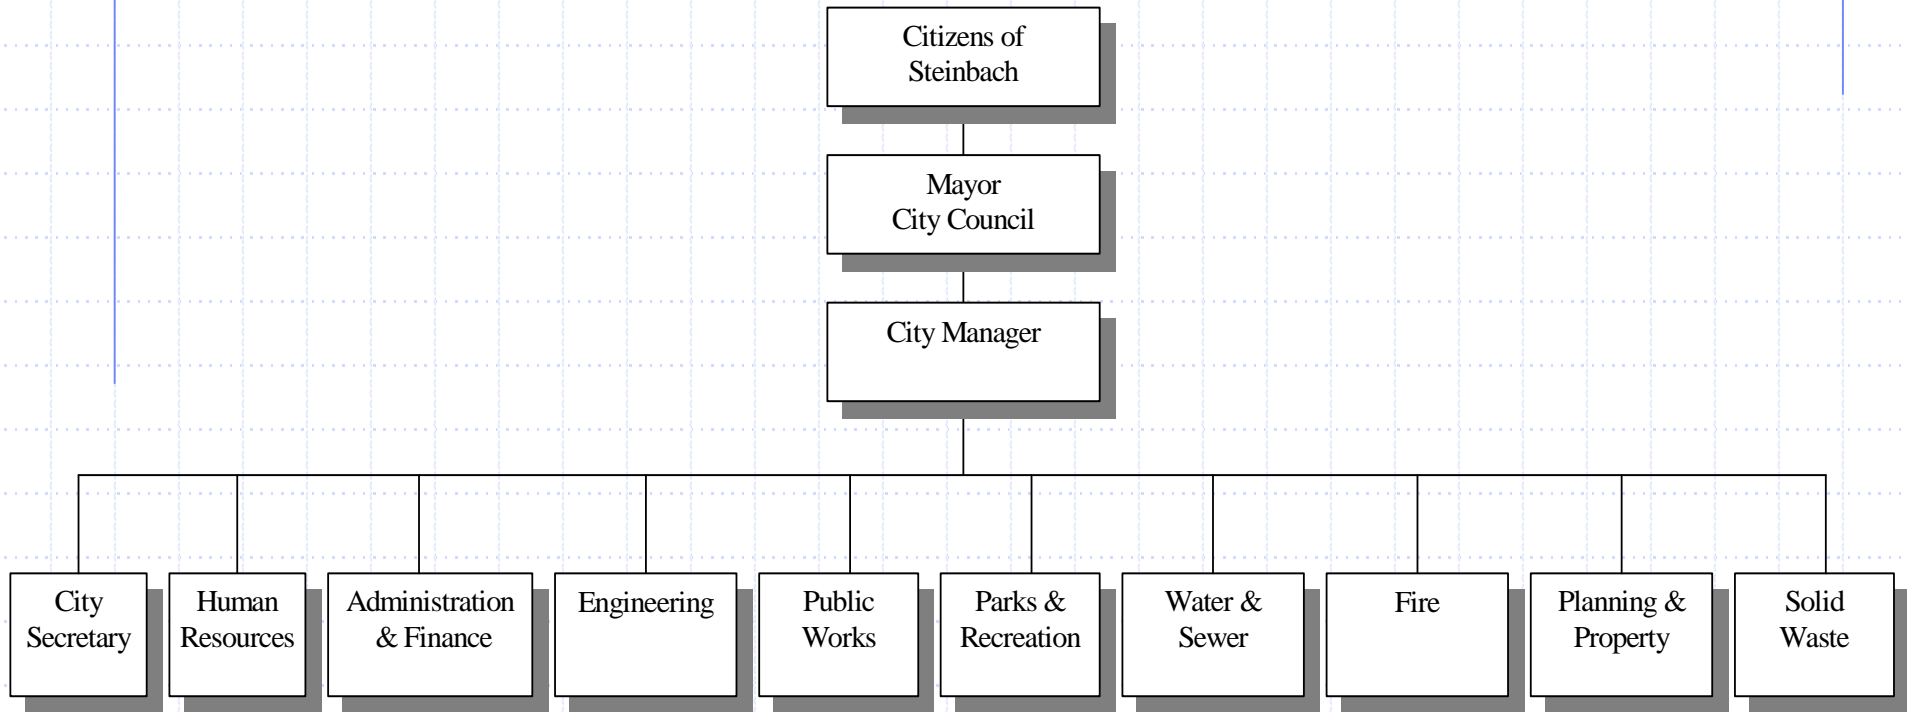 Citizens of
Steinbach
Mayor
City Council
City Manager
City
Secretary
Human
Resources
Administration
& Finance
Engineering
Public
Works
Parks &
Recreation
Water &
Sewer
Fire
Planning &
Property
Solid
Waste